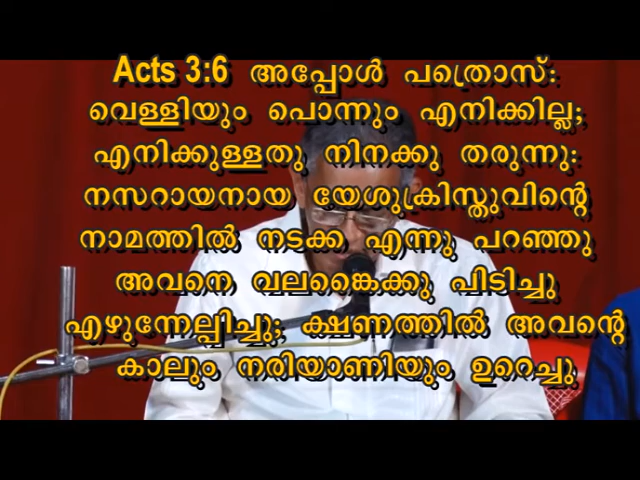 Acts 3:6 അപ്പോൾ പത്രൊസ്:
വെള്ളിയും പൊന്നും എനിക്കില്ല;
എനിക്കുള്ളതു നിനക്കു തരുന്നു:
നസറായനായ യേശുക്രിസ്തുവിന്റെ
നാമത്തിൽ നടക്ക എന്നു പറഞ്ഞു
അവനെ വലങ്കൈക്കു പിടിച്ചു
എഴുന്നേല്പിച്ചു; ക്ഷണത്തിൽ അവന്റെ
കാലും നരിയാണിയും ഉറെച്ചു